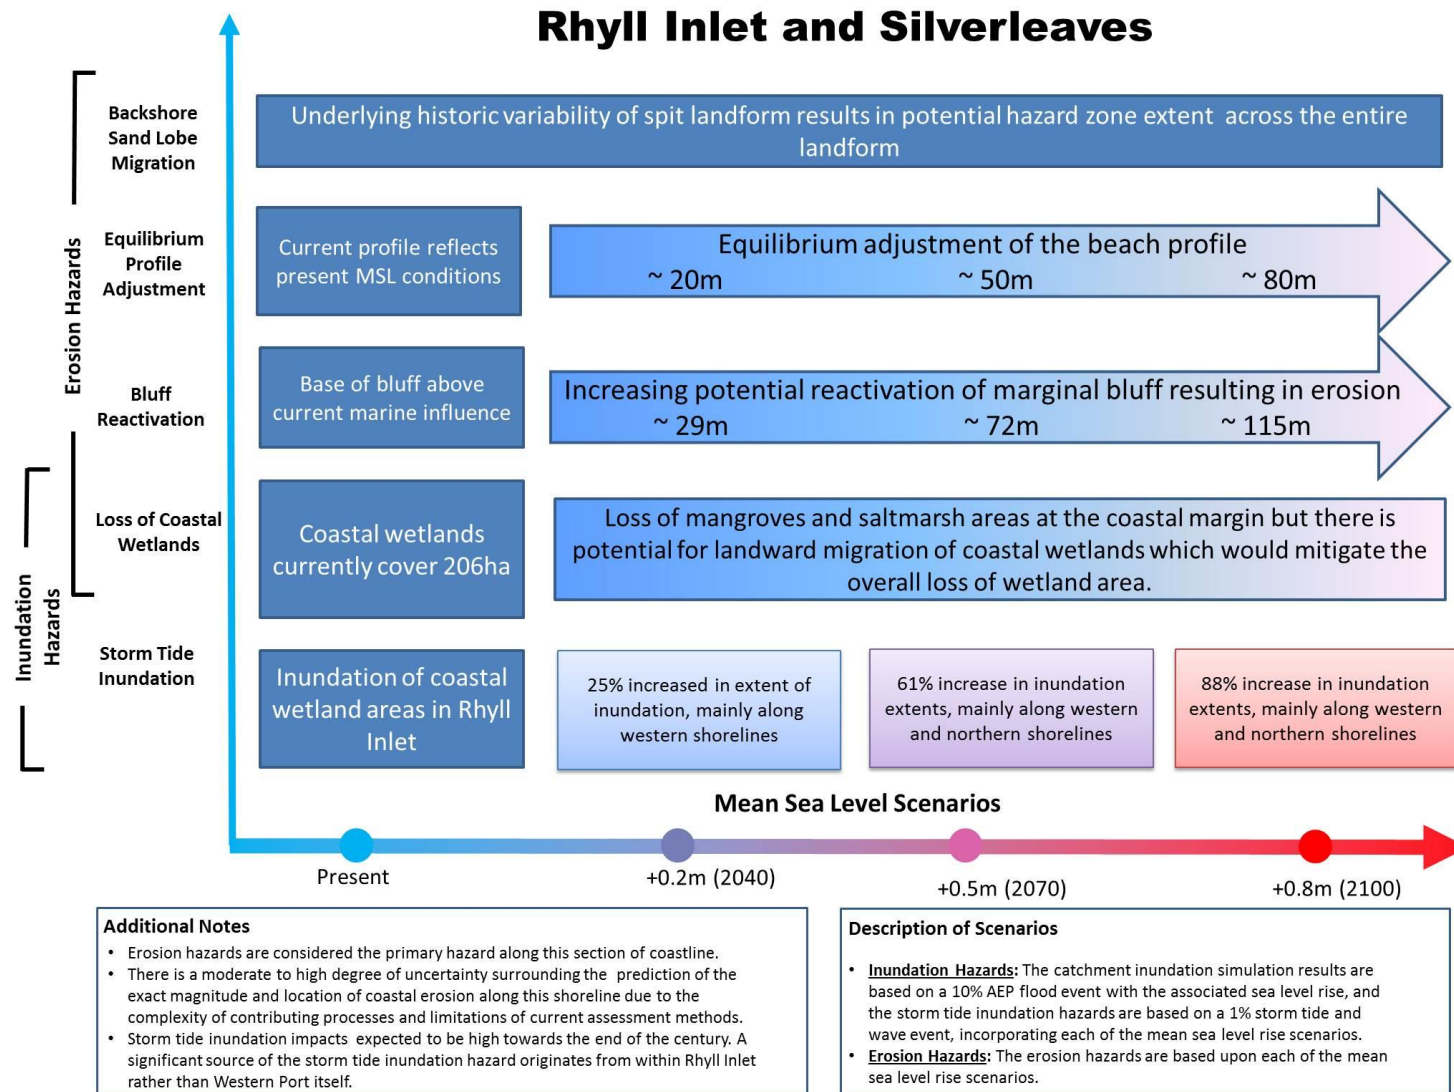 Rhyll Inlet and Silverleaves
Erosion Hazards
Inundation
Hazards
Backshore
Sand Lobe
Migration
Underlying historic variability of spit landform results in potential hazard zone extent across the entire
landform
Equilibrium
Profile
Adjustment
Current profile reflects
present MSL conditions
Equilibrium adjustment of the beach profile
~ 20m ~ 50m ~ 80m
Bluff
Reactivation
Base of bluff above
current marine influence
Increasing potential reactivation of marginal bluff resulting in erosion
~ 29m ~ 72m ~ 115m
Loss of Coastal
Wetlands
Coastal wetlands
currently cover 206ha
Loss of mangroves and saltmarsh areas at the coastal margin but there is
potential for landward migration of coastal wetlands which would mitigate the
overall loss of wetland area.
Storm Tide
Inundation
Inundation of coastal
wetland areas in Rhyll
Inlet
25% increased in extent of
inundation, mainly along
western shorelines
61% increase in inundation
extents, mainly along western
and northern shorelines
88% increase in inundation
extents, mainly along western
and northern shorelines
Mean Sea Level Scenarios
Present
+0.2m (2040)
+0.5m (2070)
+0.8m (2100)
Additional Notes
• Erosion hazards are considered the primary hazard along this section of coastline.
• There is a moderate to high degree of uncertainty surrounding the prediction of the
exact magnitude and location of coastal erosion along this shoreline due to the
complexity of contributing processes and limitations of current assessment methods.
• Storm tide inundation impacts expected to be high towards the end of the century. A
significant source of the storm tide inundation hazard originates from within Rhyll Inlet
rather than Western Port itself.
Description of Scenarios
• Inundation Hazards: The catchment inundation simulation results are
based on a 10% AEP flood event with the associated sea level rise, and
the storm tide inundation hazards are based on a 1% storm tide and
wave event, incorporating each of the mean sea level rise scenarios.
• Erosion Hazards: The erosion hazards are based upon each of the mean
sea level rise scenarios.